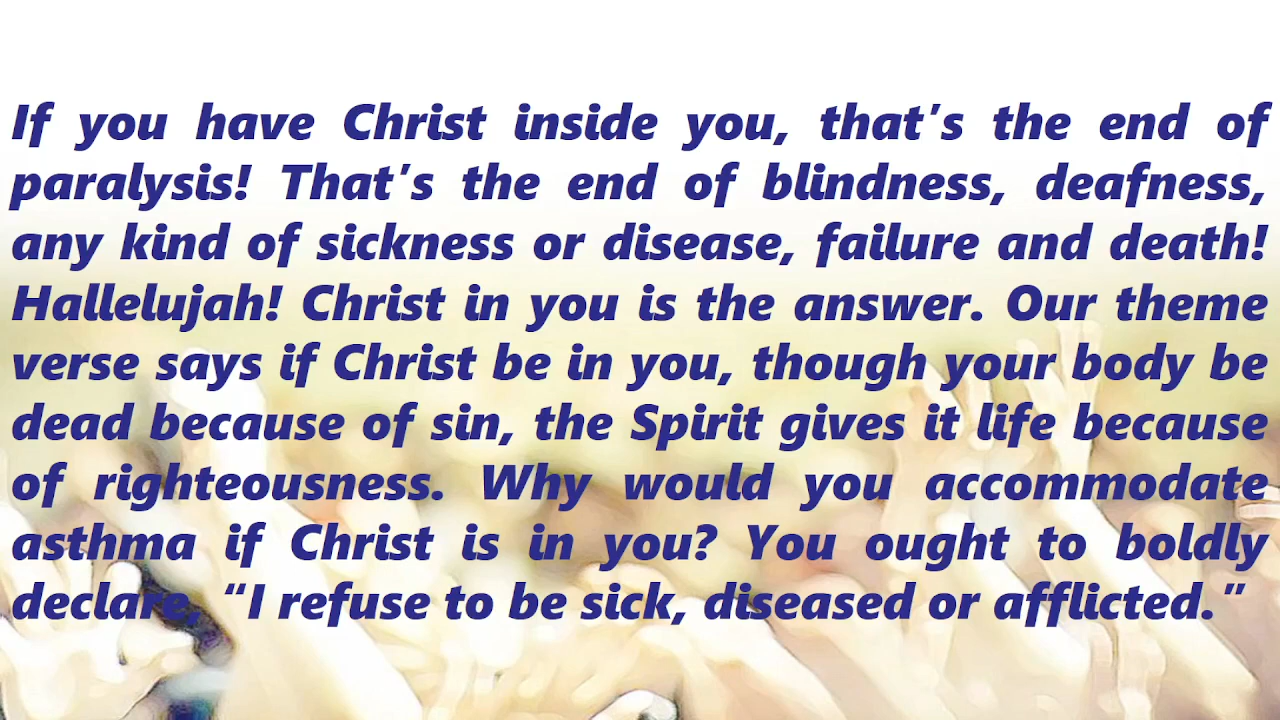 If you have Christ inside you, that's the end of
paralysis! That's the end of blindness, deafness,
any kind of sickness or disease, failure and death!
Hallelujah! Christ in you is the answer. Our theme
verse says if Christ be in you, though your body be
dead because of sin, the Spirit gives it life because
of righteousness. Why would you accommodate
asthma if Christ is in you? You ought to boldly
declare, “I refuse to be sick, diseased or afflicted.”